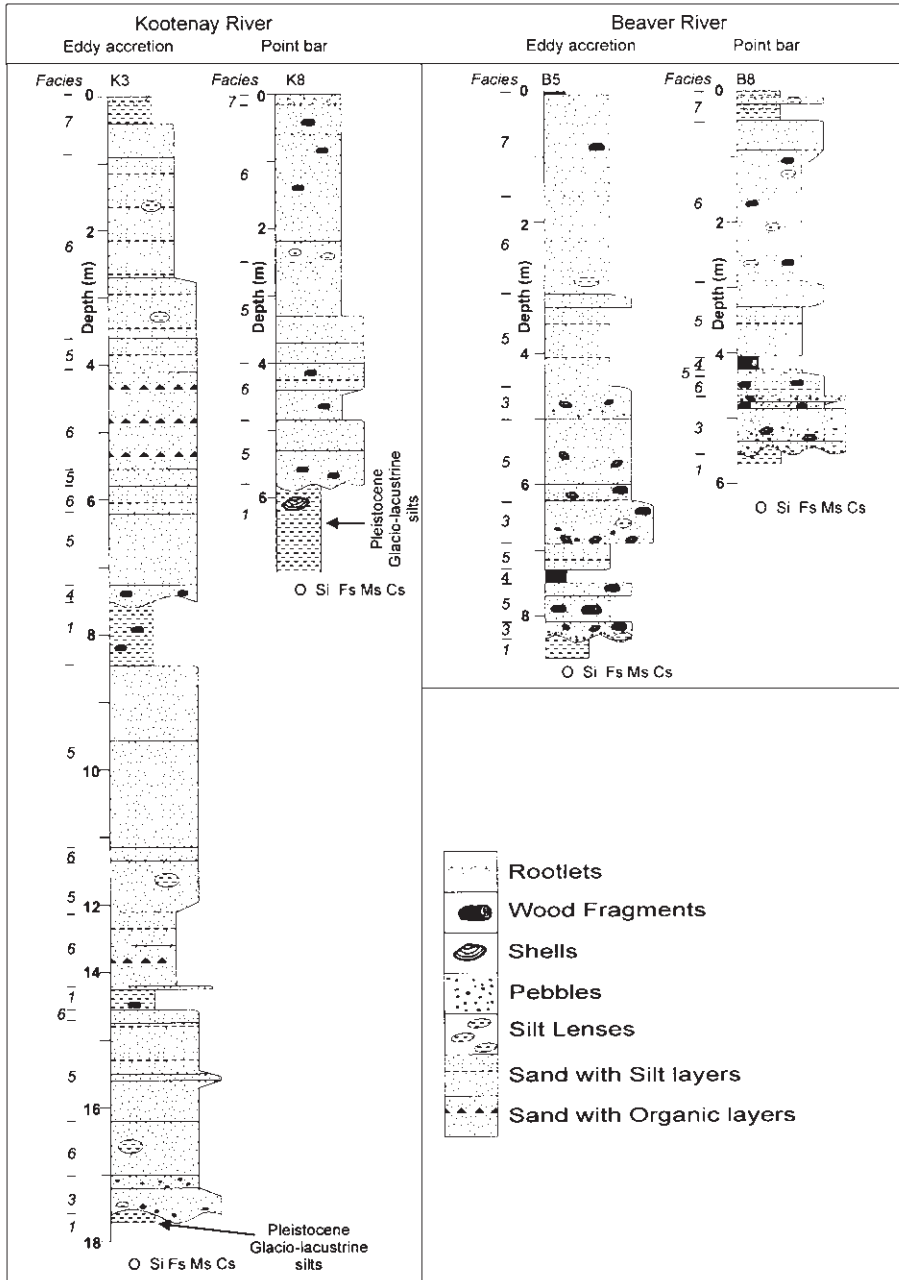 Kootenay River
Eddy accretion Point bar
Beaver River
Eddy accretion Point bar
Facies K3
0
2
4
6
8
10
12
14
16
18
Depth (m)
7
6
5
6
5
6
5
4
1
5
6
5
6
1
6
5
6
3
1
O Si Fs Ms Cs
Pleistocene
Glacio-lacustrine
silts
Facies K8
0
2
4
6
Depth (m)
7
6
5
6
5
1
Pleistocene
Glacio-lacustrine
silts
O Si Fs Ms Cs
Facies B5
0
2
4
6
8
Depth (m)
7
6
5
3
5
3
5
4
5
3
1
O Si Fs Ms Cs
Facies B8
0
2
4
6
Depth (m)
7
6
5
4
5
6
3
1
O Si Fs Ms Cs
Rootlets
Wood Fragments
Shells
Pebbles
Silt Lenses
Sand with Silt layers
Sand with Organic layers